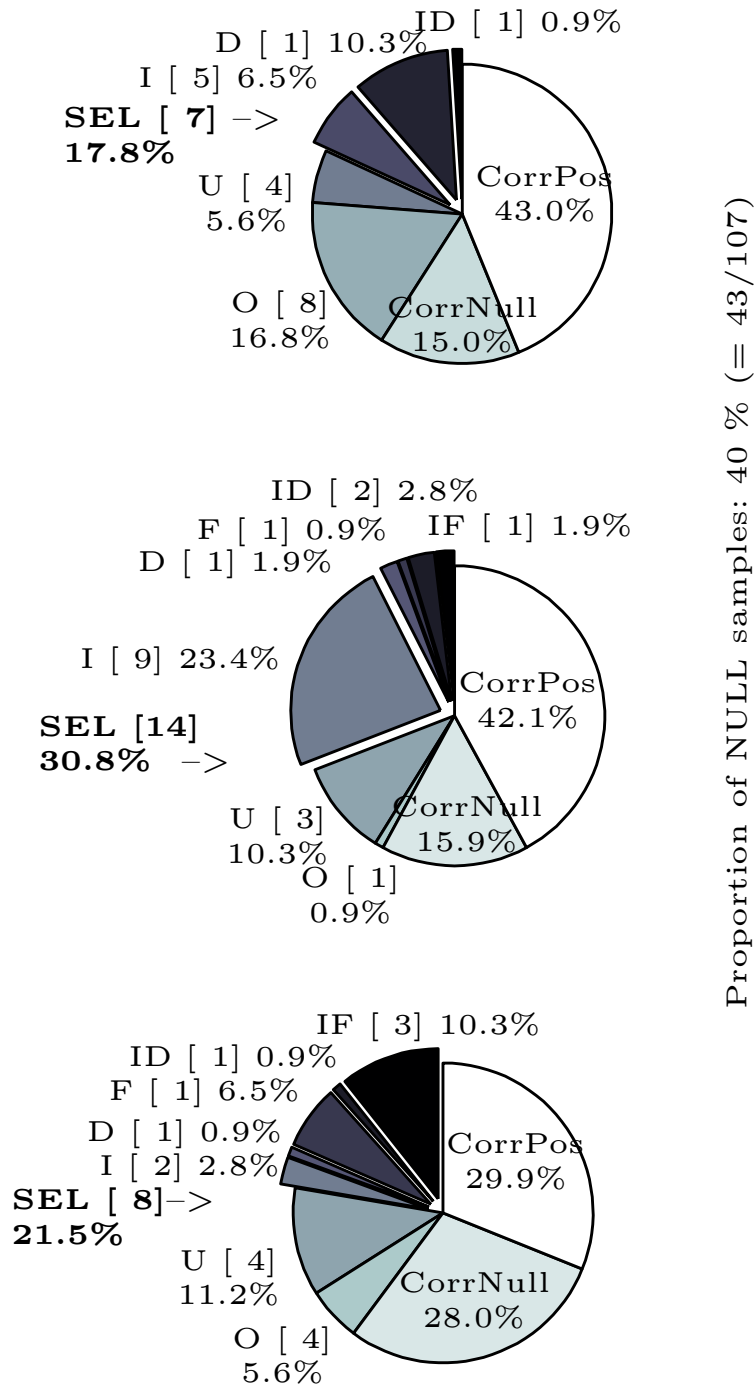 ID [ 1] 0.9%
D [ 1] 10.3%
I [ 5] 6.5%
SEL [ 7] –>
17.8%
U [ 4]
5.6%
O [ 8]
16.8%
CorrPos
43.0%
CorrNull
15.0%
ID [ 2] 2.8%
F [ 1] 0.9%
IF [ 1] 1.9%
D [ 1] 1.9%
I [ 9] 23.4%
SEL [14]
30.8% –>
U [ 3]
10.3%
O [ 1]
0.9%
CorrPos
42.1%
CorrNull
15.9%
IF [ 3] 10.3%
ID [ 1] 0.9%
F [ 1] 6.5%
D [ 1] 0.9%
I [ 2] 2.8%
SEL [ 8]–>
21.5%
U [ 4]
11.2%
O [ 4]
5.6%
CorrPos
29.9%
CorrNull
28.0%
Proportion of NULL samples: 40 % (= 43/107)